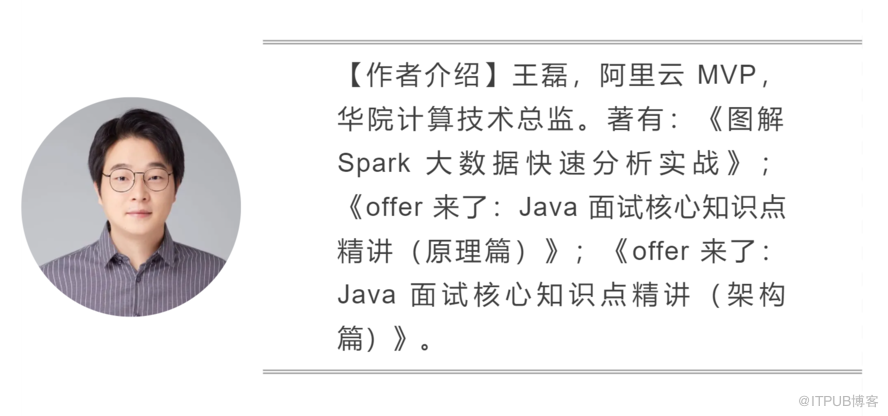 【作者介绍】王磊，阿里云 MVP，
华院计算技术总监。著有：《图解
Spark 大数据快速分析实战》；
《offer 来了：Java 面试核心知识点
精讲（原理篇）》；《offer 来了：
Java 面试核心知识点精讲（架构
篇）》。
@ITPUB博客